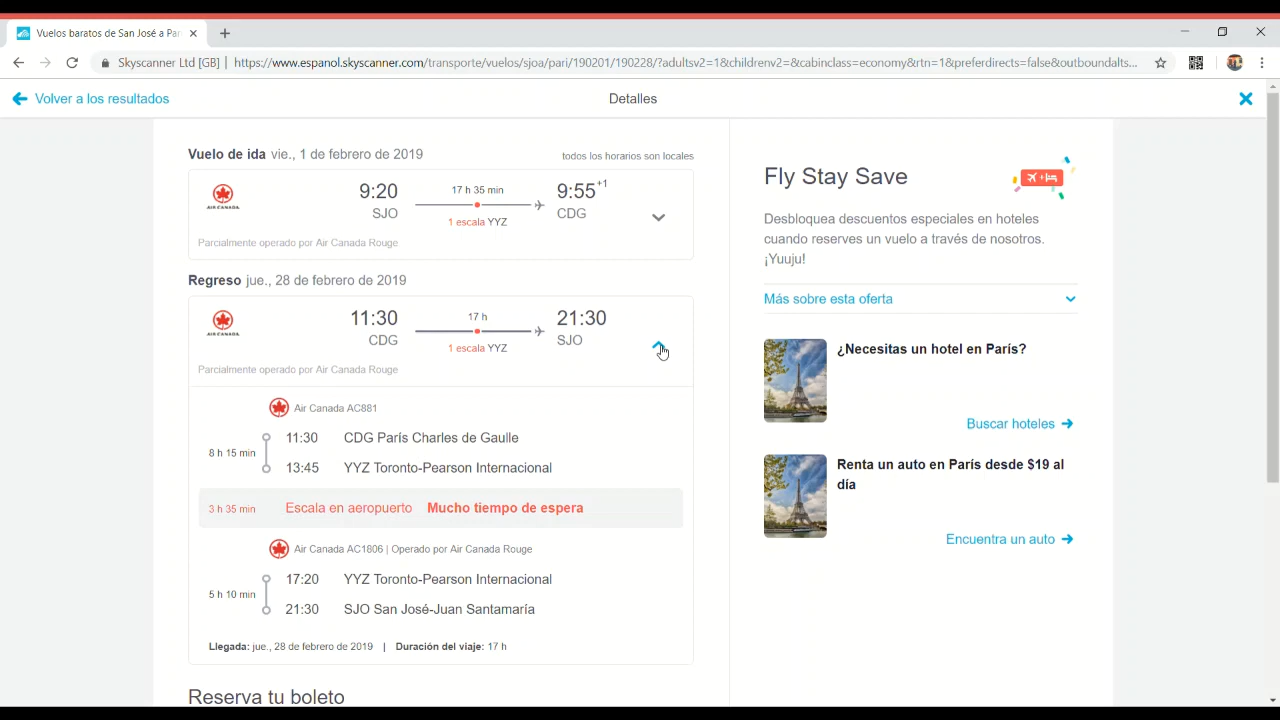 Vuelos baratos de San José a Par
Skyscanner Ltd [GB] | https://www.espanol.skyscanner.com/transporte/vuelos/sjoa/pari/190201/190228/?adultsv2=1&childrenv2=&cabinclass=economy&rtn=1&preferdirects=false&outboundalts...
Volver a los resultados
Detalles
Vuelo de ida vie., 1 de febrero de 2019
todos los horarios son locales
AIR CANADA
9:20
SJO
17 h 35 min
1 escala YYZ
9:55+1
CDG
Parcialmente operado por Air Canada Rouge
Regreso jue., 28 de febrero de 2019
AIR CANADA
11:30
CDG
17 h
1 escala YYZ
21:30
SJO
Parcialmente operado por Air Canada Rouge
Air Canada AC881
8 h 15 min
11:30 CDG París Charles de Gaulle
13:45 YYZ Toronto-Pearson Internacional
3 h 35 min Escala en aeropuerto Mucho tiempo de espera
Air Canada AC1806 | Operado por Air Canada Rouge
5 h 10 min
17:20 YYZ Toronto-Pearson Internacional
21:30 SJO San José-Juan Santamaría
Llegada: jue., 28 de febrero de 2019 | Duración del viaje: 17 h
Reserva tu boleto
Fly Stay Save
Desbloquea descuentos especiales en hoteles
cuando reserves un vuelo a través de nosotros.
¡Yuuju!
Más sobre esta oferta
¿Necesitas un hotel en París?
Buscar hoteles
Renta un auto en París desde $19 al
día
Encuentra un auto